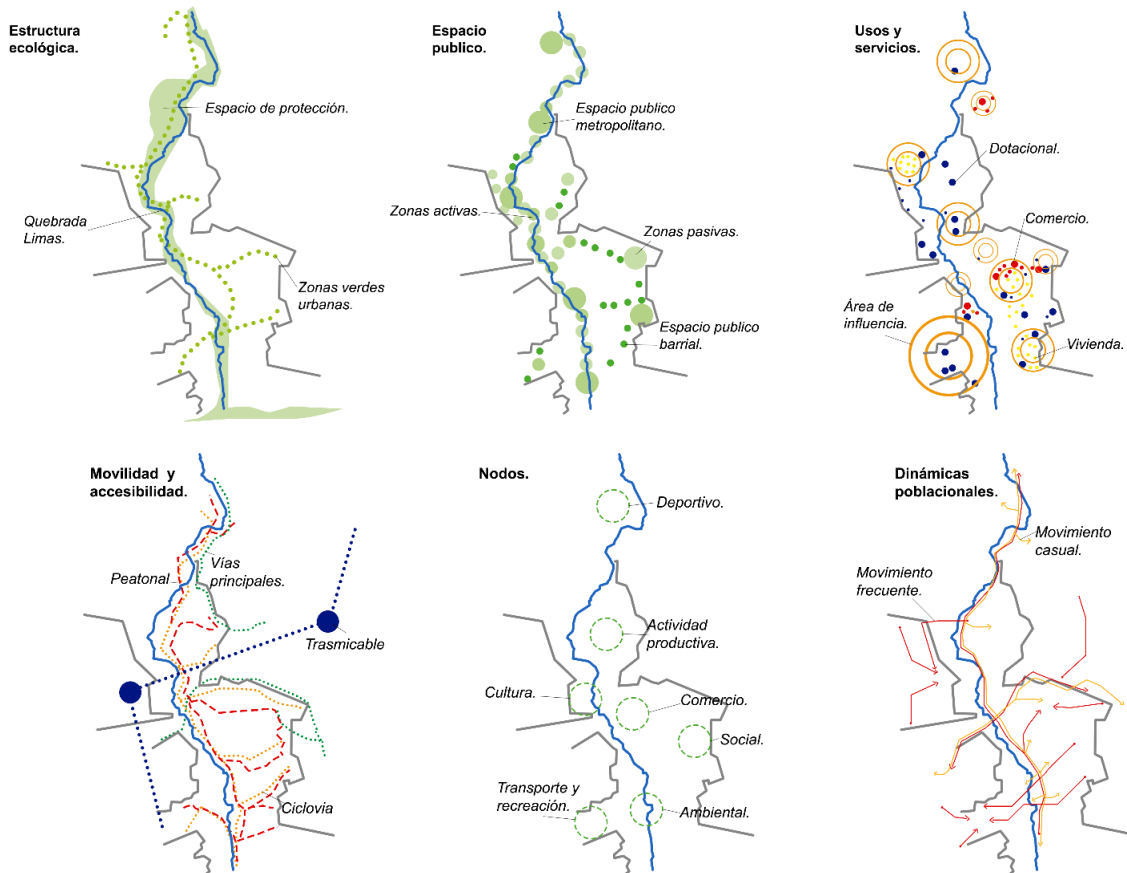 Estructura
ecológica.
Espacio de protección.
Quebrada
Limas.
Zonas verdes
urbanas.
Espacio
publico.
Espacio publico
metropolitano.
Zonas activas.
Zonas pasivas.
Espacio publico
barrial.
Usos y
servicios.
Dotacional.
Comercio.
Área de
influencia.
Vivienda.
Movilidad y
accesibilidad.
Peatonal
Vías
principales.
Trasmicable
Ciclovia
Nodos.
Deportivo.
Actividad
productiva.
Cultura.
Comercio.
Social.
Transporte y
recreación.
Ambiental.
Dinámicas
poblacionales.
Movimiento
casual.
Movimiento
frecuente.